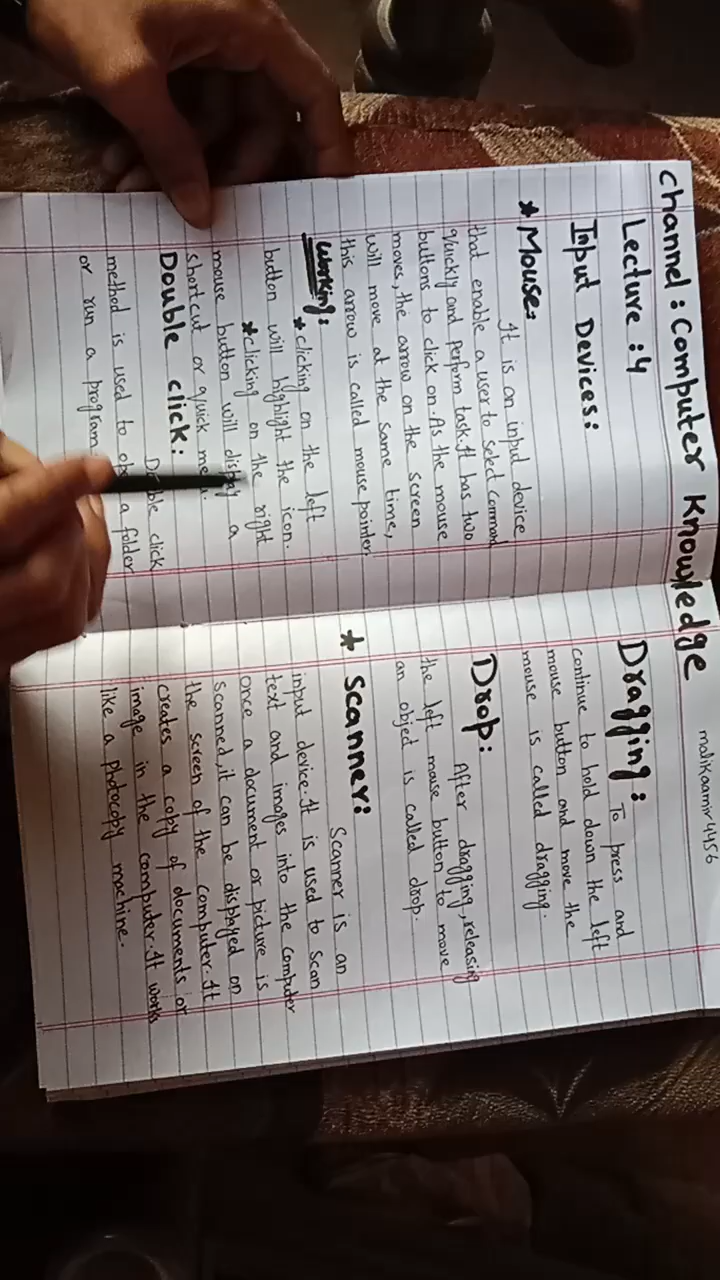 Channel : Computer Knowledge
malikaamir4456
Lecture : 4
Input Devices:
* Mouse:
It is an input device
that enable a user to select command
quickly and perform task. It has two
buttons to click on. As the mouse
moves, the arrow on the screen
will move at the same time,
this arrow is called mouse pointer.
Working:
* clicking on the left
button will highlight the icon.
* clicking on the right
mouse button will display a
shortcut or quick menu.
Double click:
Double click
method is used to a folder
or run a program
Dragging:
To press and
continue to hold down the left
mouse button and move the
mouse is called dragging.
Drop:
After dragging, releasing
the left mouse button to move
an object is called drop.
* Scanner:
Scanner is an
input device. It is used to scan
text and images into the computer
once a document or picture is
scanned, it can be displayed on
the screen of the computer. It
creates a copy of documents or
image in the computer. It works
like a photocopy machine.